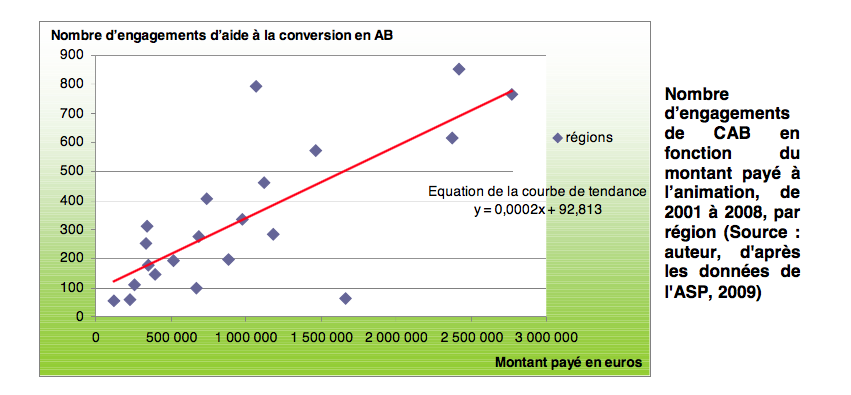 Nombre d'engagements d'aide à la conversion en AB
900
800
700
600
500
400
300
200
100
0
0 500 000 1 000 000 1 500 000 2 000 000 2 500 000 3 000 000
Montant payé en euros
régions
Equation de la courbe de tendance
y = 0,0002x + 92,813
Nombre
d'engagements
de CAB en
fonction du
montant payé à
l'animation, de
2001 à 2008, par
région (Source :
auteur, d'après
les données de
l'ASP, 2009)